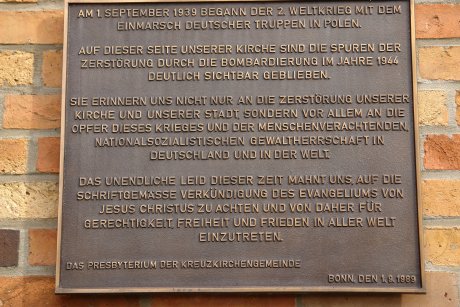 AM 1. SEPTEMBER 1939 BEGANN DER 2. WELTKRIEG MIT DEM
EINMARSCH DEUTSCHER TRUPPEN IN POLEN.
AUF DIESER SEITE UNSERER KIRCHE SIND DIE SPUREN DER
ZERSTÖRUNG DURCH DIE BOMBARDIERUNG IM JAHRE 1944
DEUTLICH SICHTBAR GEBLIEBEN.
SIE ERINNERN UNS NICHT NUR AN DIE ZERSTÖRUNG UNSERER
KIRCHE UND UNSERER STADT SONDERN VOR ALLEM AN DIE
OPFER DIESES KRIEGES UND DER MENSCHENVERACHTENDEN,
NATIONALSOZIALISTISCHEN GEWALTHERRSCHAFT IN
DEUTSCHLAND UND IN DER WELT.
DAS UNENDLICHE LEID DIESER ZEIT MAHNT UNS, AUF DIE
SCHRIFTGEMÄSSE VERKÜNDIGUNG DES EVANGELIUMS VON
JESUS CHRISTUS ZU ACHTEN UND VON DAHER FÜR
GERECHTIGKEIT, FREIHEIT UND FRIEDEN IN ALLER WELT
EINZUTRETEN.
DAS PRESBYTERIUM DER KREUZKIRCHENGEMEINDE
BONN, DEN 1.9.1989